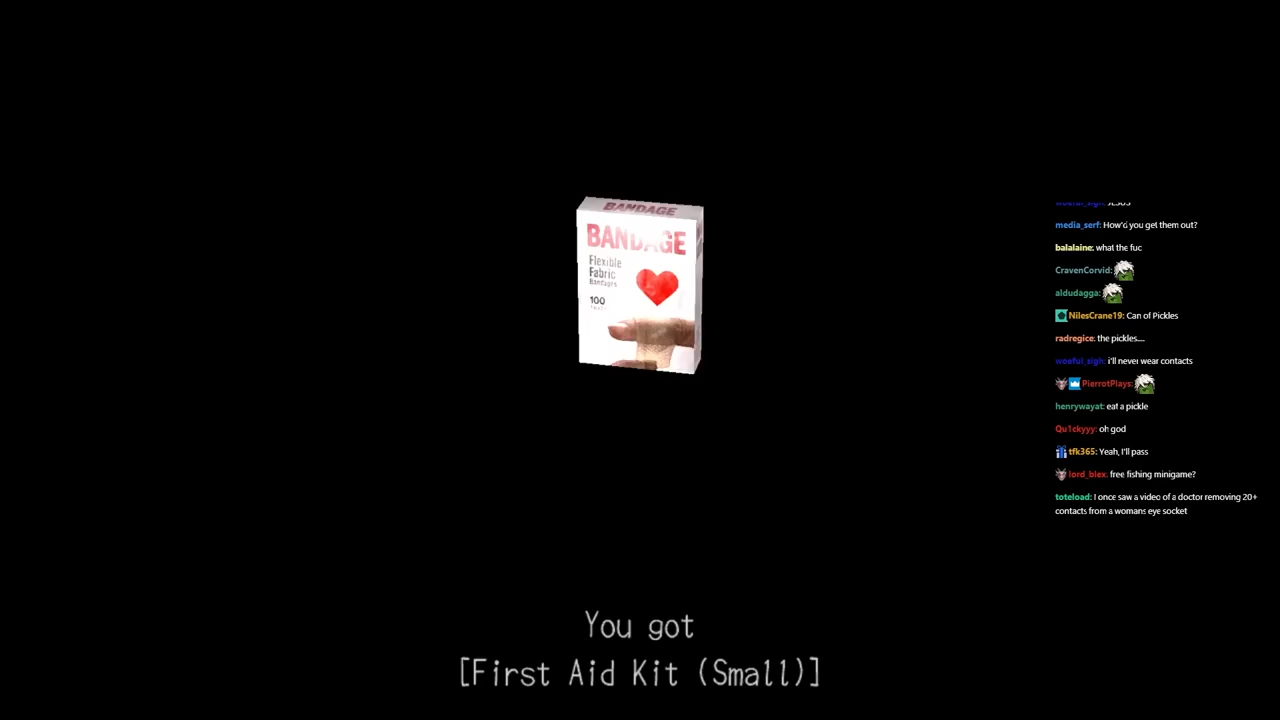 BANDAGE
BANDAGE
Flexible
Fabric
Bandages
100
media_serf: How'd you get them out?
balalaine: what the fuc
CravenCorvid:
aldudagga:
NilesCrane19: Can of Pickles
radregice: the pickles....
woeful_sigh: i'll never wear contacts
PierrotPlays:
henrywayat: eat a pickle
Qu1ckyyy: oh god
tfk365: Yeah, I'll pass
lord_blex: free fishing minigame?
toteload: I once saw a video of a doctor removing 20+
contacts from a womans eye socket
You got
[First Aid Kit (Small)]